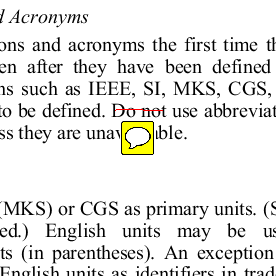 d Acronyms
ons and acronyms the first time th
en after they have been defined
ns such as IEEE, SI, MKS, CGS,
to be defined. Do not use abbreviat
ss they are una ble.
(MKS) or CGS as primary units. (S
ed.) English units may be us
ts (in parentheses). An exception
English units as identifiers in trad